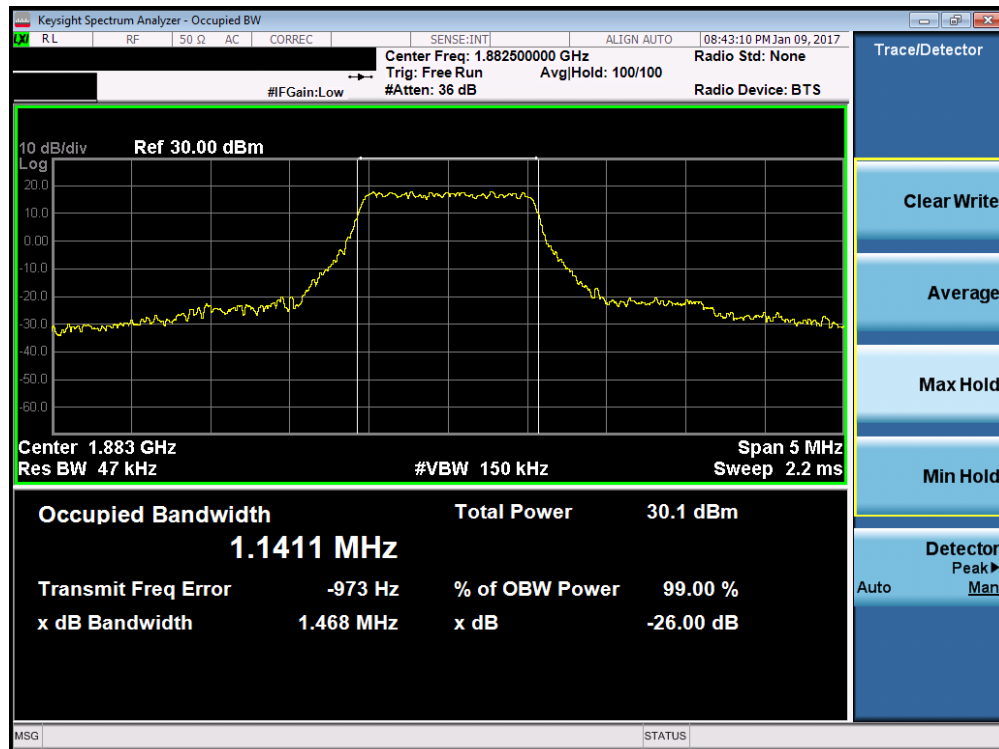 Keysight Spectrum Analyzer - Occupied BW
LXI RL RF 50 Ω AC CORREC SENSE:INT ALIGN AUTO 08:43:10 PM Jan 09, 2017
Center Freq: 1.882500000 GHz Radio Std: None
Trig: Free Run Avg|Hold: 100/100
#IFGain:Low #Atten: 36 dB Radio Device: BTS
10 dB/div Ref 30.00 dBm
Log
20.0
10.0
0.00
-10.0
-20.0
-30.0
-40.0
-50.0
-60.0
Center 1.883 GHz Span 5 MHz
Res BW 47 kHz #VBW 150 kHz Sweep 2.2 ms
Occupied Bandwidth Total Power 30.1 dBm
1.1411 MHz
Transmit Freq Error -973 Hz % of OBW Power 99.00 %
x dB Bandwidth 1.468 MHz x dB -26.00 dB
Trace/Detector
Clear Write
Average
Max Hold
Min Hold
Detector
Peak▶
Auto Man
MSG STATUS